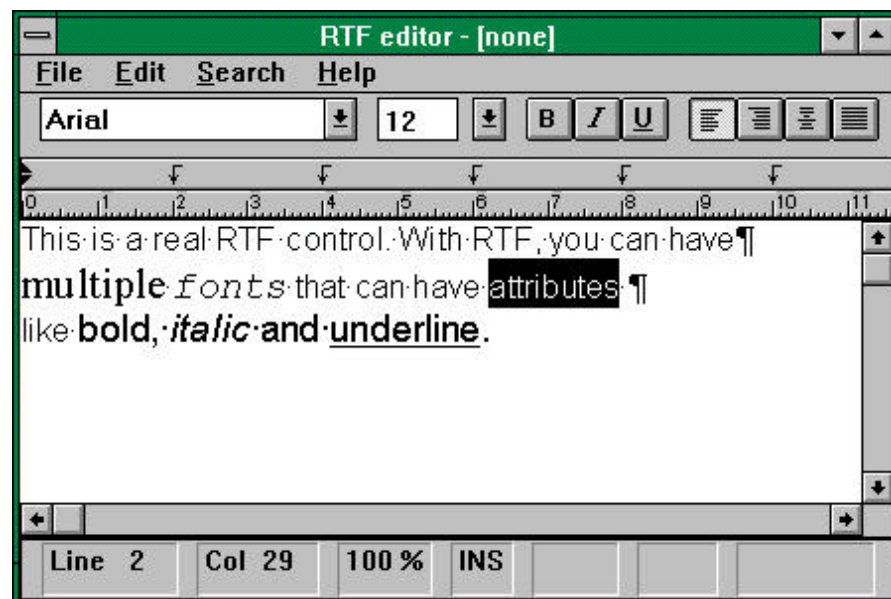 RTF editor - [none]
File Edit Search Help
Arial 12 B I U
0 1 2 3 4 5 6 7 8 9 10 11
This is a real RTF control. With RTF, you can have¶
multiple fonts that can have attributes ¶
like bold, italic and underline.
Line 2 Col 29 100 % INS